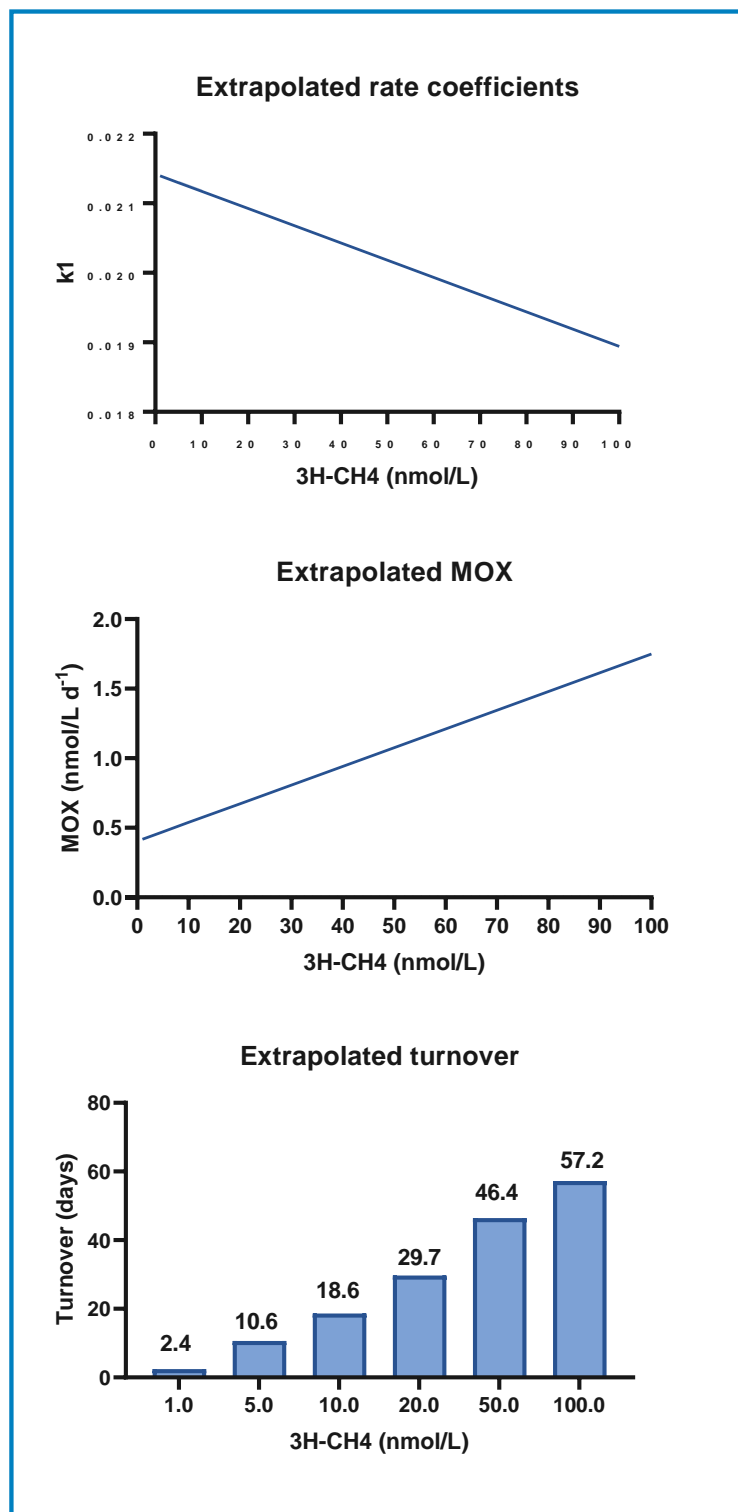 Extrapolated rate coefficients
0.022
0.021
0.020
0.019
0.018
k1
0 10 20 30 40 50 60 70 80 90 100
3H-CH4 (nmol/L)
Extrapolated MOX
2.0
1.5
1.0
0.5
0.0
MOX (nmol/L d⁻¹)
0 10 20 30 40 50 60 70 80 90 100
3H-CH4 (nmol/L)
Extrapolated turnover
80
60
40
20
0
Turnover (days)
2.4
10.6
18.6
29.7
46.4
57.2
1.0 5.0 10.0 20.0 50.0 100.0
3H-CH4 (nmol/L)